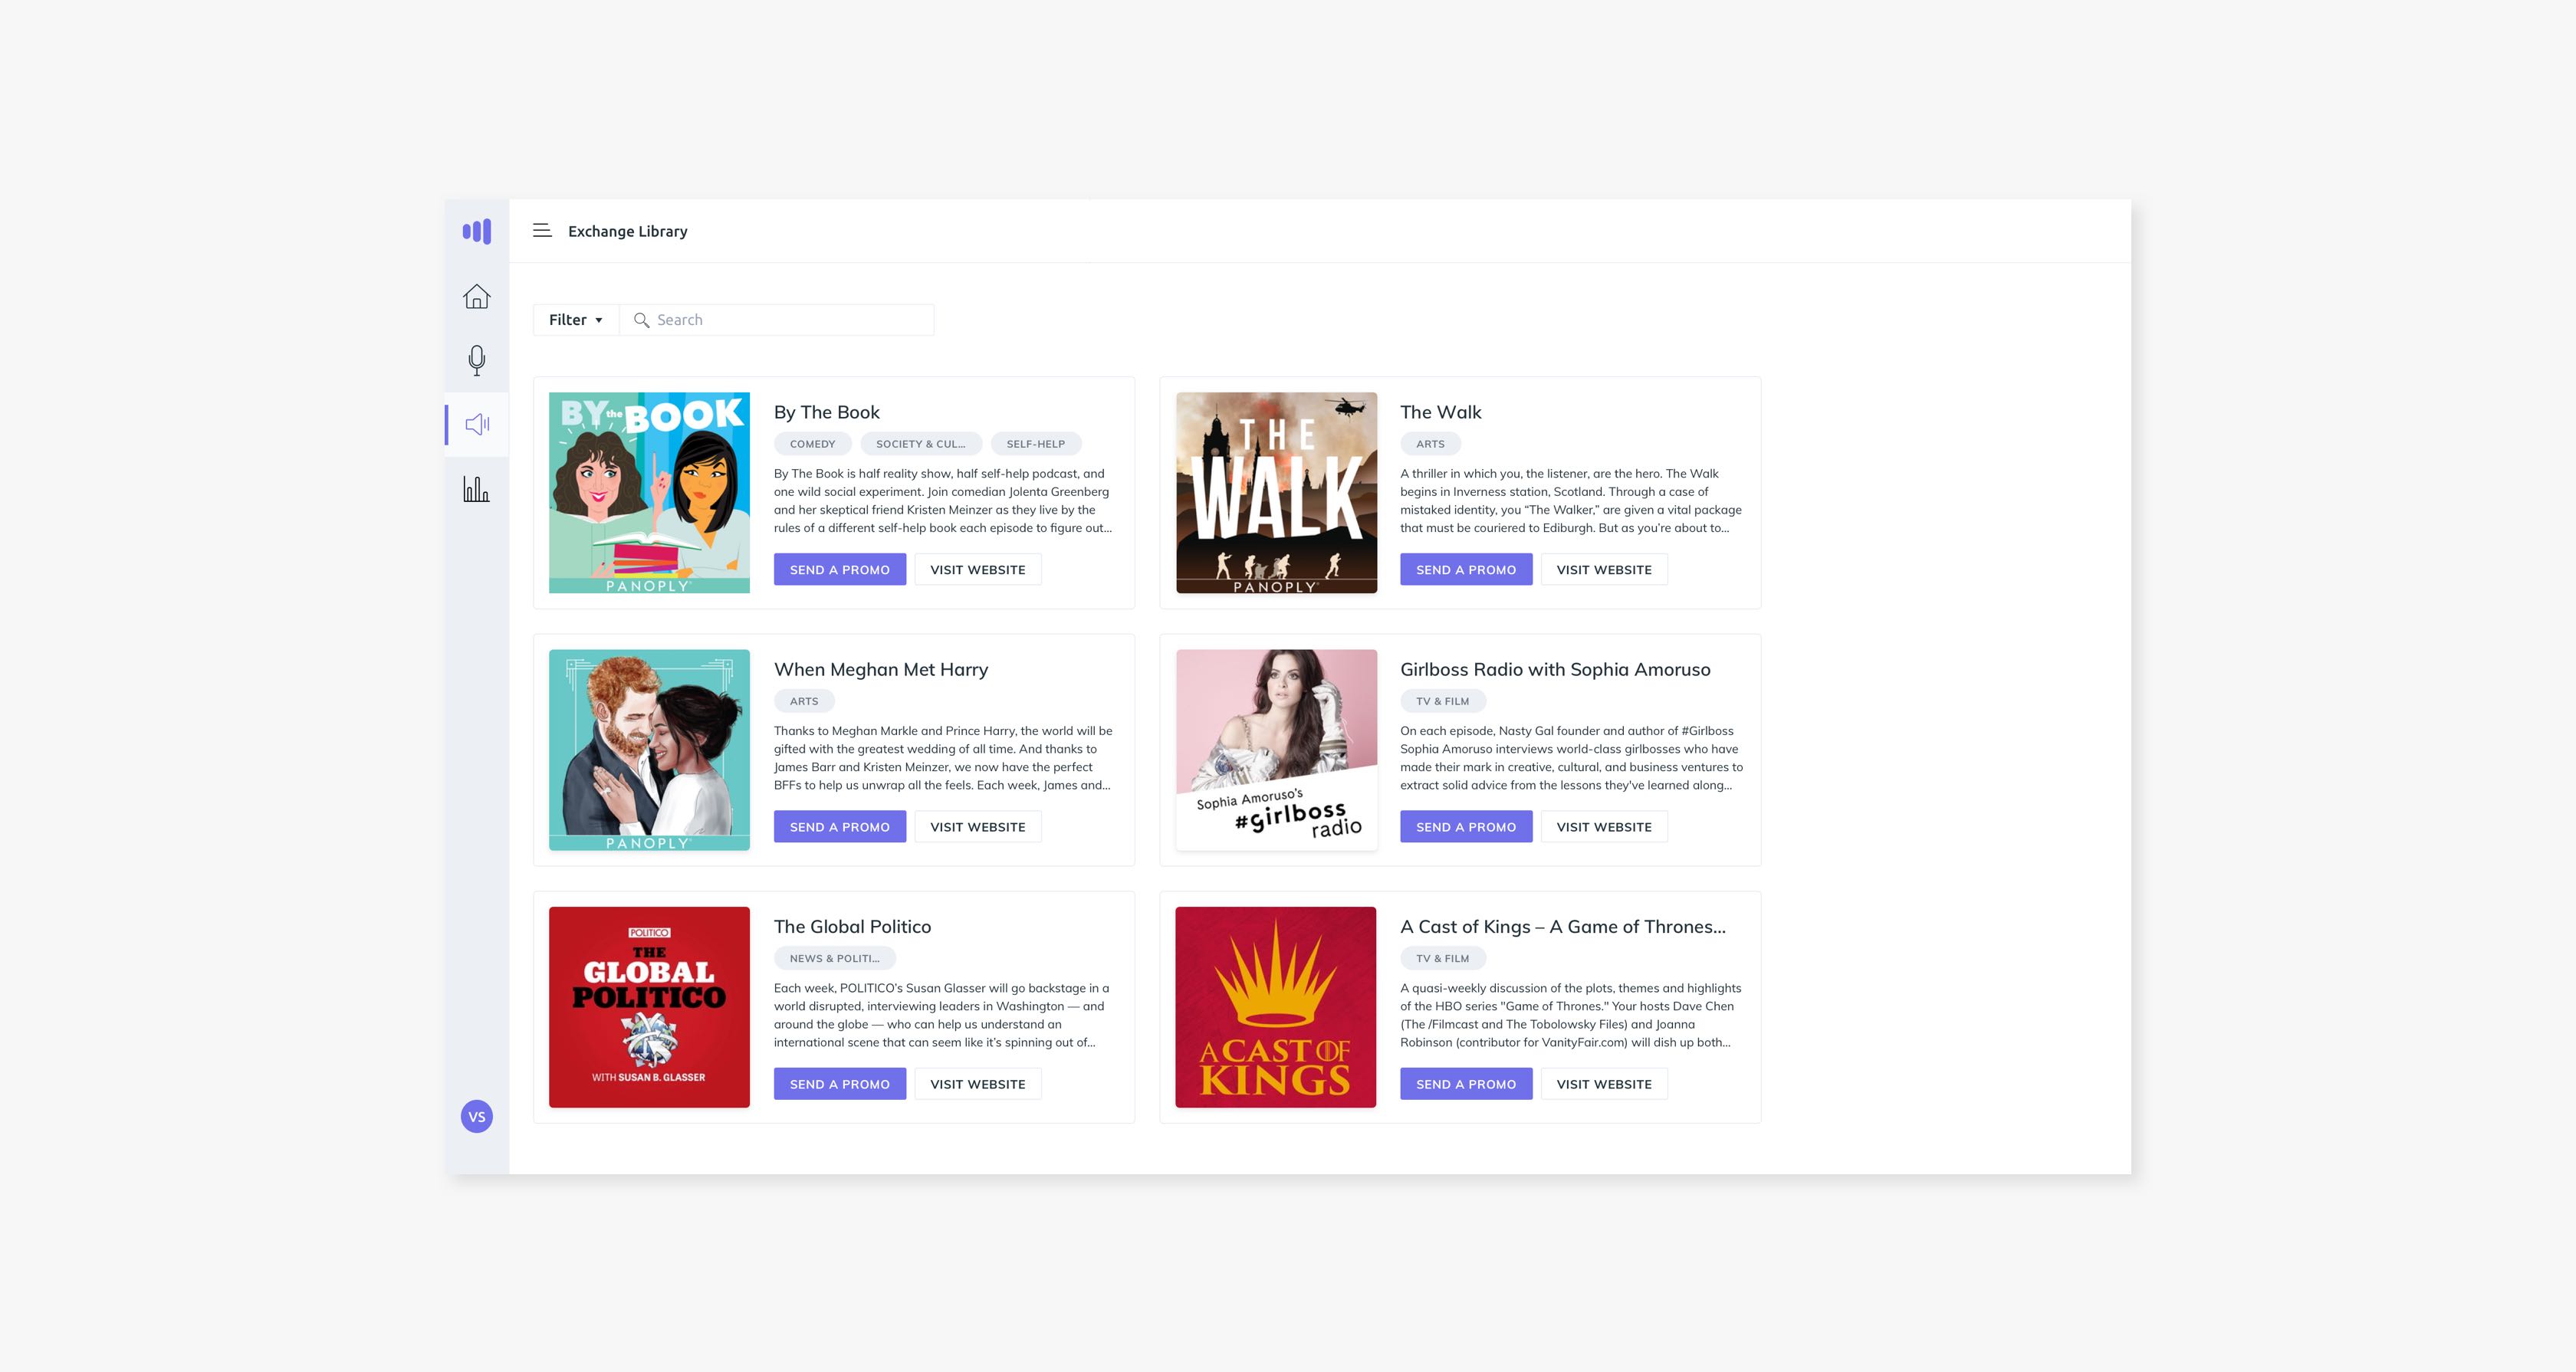 Exchange Library
Filter
Search
BY the BOOK
PANOPLY
By The Book
COMEDY
SOCIETY & CUL...
SELF-HELP
By The Book is half reality show, half self-help podcast, and
one wild social experiment. Join comedian Jolenta Greenberg
and her skeptical friend Kristen Meinzer as they live by the
rules of a different self-help book each episode to figure out...
SEND A PROMO
VISIT WEBSITE
THE
WALK
PANOPLY
The Walk
ARTS
A thriller in which you, the listener, are the hero. The Walk
begins in Inverness station, Scotland. Through a case of
mistaken identity, you “The Walker,” are given a vital package
that must be couriered to Ediburgh. But as you’re about to...
SEND A PROMO
VISIT WEBSITE
PANOPLY
When Meghan Met Harry
ARTS
Thanks to Meghan Markle and Prince Harry, the world will be
gifted with the greatest wedding of all time. And thanks to
James Barr and Kristen Meinzer, we now have the perfect
BFFs to help us unwrap all the feels. Each week, James and...
SEND A PROMO
VISIT WEBSITE
Sophia Amoruso's
#girlboss
radio
Girlboss Radio with Sophia Amoruso
TV & FILM
On each episode, Nasty Gal founder and author of #Girlboss
Sophia Amoruso interviews world-class girlbosses who have
made their mark in creative, cultural, and business ventures to
extract solid advice from the lessons they've learned along...
SEND A PROMO
VISIT WEBSITE
POLITICO
THE
GLOBAL
POLITICO
WITH SUSAN B. GLASSER
The Global Politico
NEWS & POLITI...
Each week, POLITICO’s Susan Glasser will go backstage in a
world disrupted, interviewing leaders in Washington — and
around the globe — who can help us understand an
international scene that can seem like it’s spinning out of...
SEND A PROMO
VISIT WEBSITE
A CAST OF
KINGS
A Cast of Kings – A Game of Thrones...
TV & FILM
A quasi-weekly discussion of the plots, themes and highlights
of the HBO series "Game of Thrones." Your hosts Dave Chen
(The /Filmcast and The Tobolowsky Files) and Joanna
Robinson (contributor for VanityFair.com) will dish up both...
SEND A PROMO
VISIT WEBSITE
VS